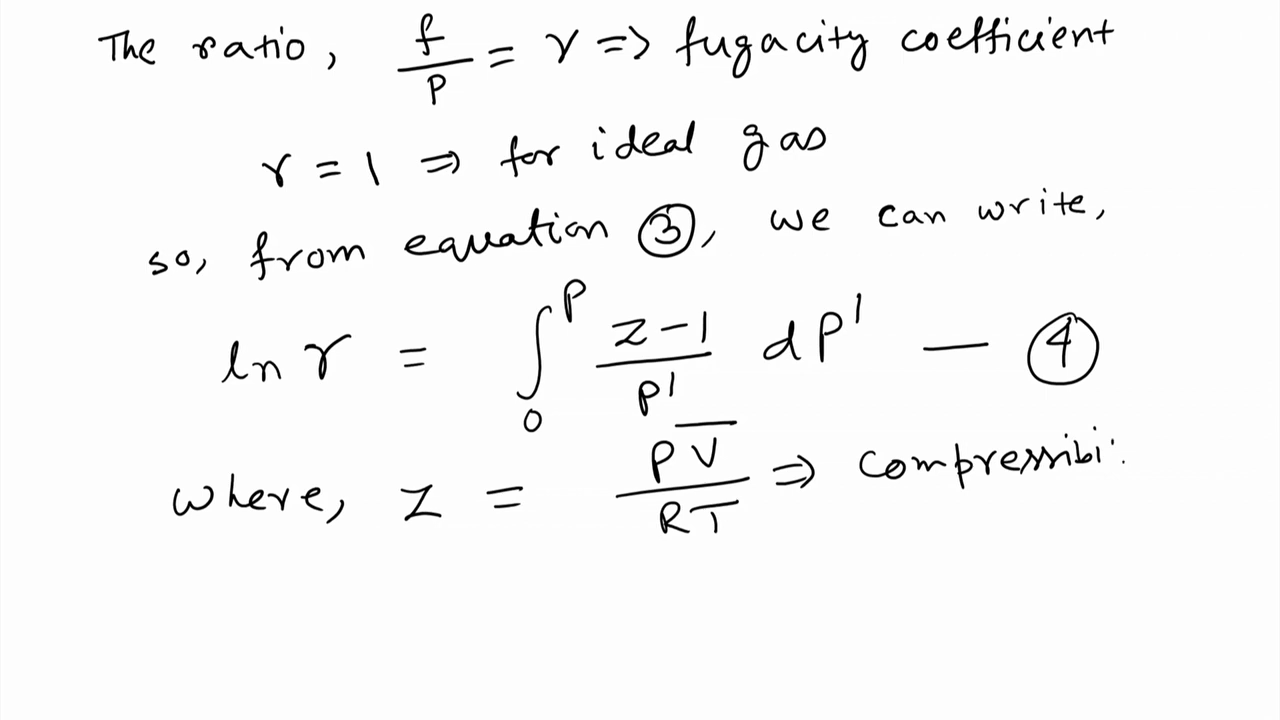 The ratio, f/P = γ => fugacity coefficient
γ = 1 => for ideal gas
so, from equation ③, we can write,
ln γ = ∫₀ᴾ (z-1)/P' dP' — ④
where, z = PV̅/RT => compressibi